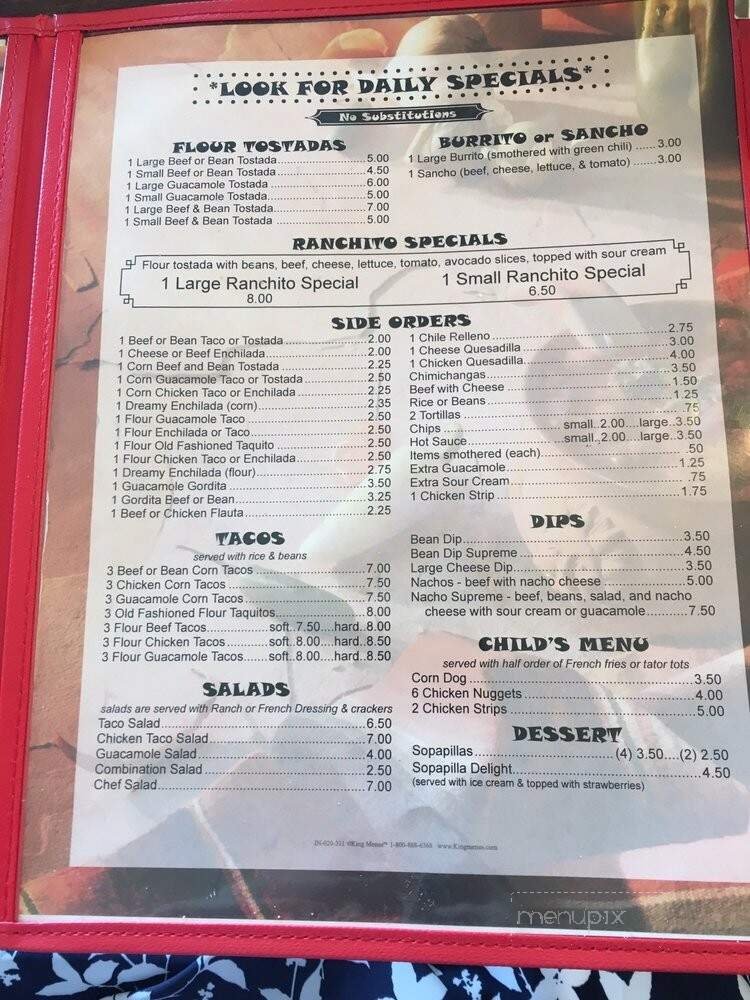 *LOOK FOR DAILY SPECIALS*
No Substitutions
FLOUR TOSTADAS
1 Large Beef or Bean Tostada 5.00
1 Small Beef or Bean Tostada 4.50
1 Large Guacamole Tostada 6.00
1 Small Guacamole Tostada 5.00
1 Large Beef & Bean Tostada 7.00
1 Small Beef & Bean Tostada 5.00
BURRITO or SANCHO
1 Large Burrito (smothered with green chili) 3.00
1 Sancho (beef, cheese, lettuce, & tomato) 3.00
RANCHITO SPECIALS
Flour tostada with beans, beef, cheese, lettuce, tomato, avocado slices, topped with sour cream
1 Large Ranchito Special
8.00
1 Small Ranchito Special
6.50
SIDE ORDERS
1 Beef or Bean Taco or Tostada 2.00
1 Cheese or Beef Enchilada 2.00
1 Corn Beef and Bean Tostada 2.25
1 Corn Guacamole Taco or Tostada 2.50
1 Corn Chicken Taco or Enchilada 2.25
1 Dreamy Enchilada (corn) 2.35
1 Flour Guacamole Taco 2.50
1 Flour Enchilada or Taco 2.50
1 Flour Old Fashioned Taquito 2.50
1 Flour Chicken Taco or Enchilada 2.50
1 Dreamy Enchilada (flour) 2.75
1 Guacamole Gordita 3.50
1 Gordita Beef or Bean 3.25
1 Beef or Chicken Flauta 2.25
1 Chile Relleno 2.75
1 Cheese Quesadilla 3.00
1 Chicken Quesadilla 4.00
Chimichangas 3.50
Beef with Cheese 1.50
Rice or Beans 1.25
2 Tortillas .75
Chips small..2.00....large..3.50
Hot Sauce small..2.00....large..3.50
Items smothered (each) .50
Extra Guacamole 1.25
Extra Sour Cream .75
1 Chicken Strip 1.75
TACOS
served with rice & beans
3 Beef or Bean Corn Tacos 7.00
3 Chicken Corn Tacos 7.50
3 Guacamole Corn Tacos 7.50
3 Old Fashioned Flour Taquitos 8.00
3 Flour Beef Tacos soft..7.50....hard..8.00
3 Flour Chicken Tacos soft..8.00....hard..8.50
3 Flour Guacamole Tacos soft..8.00....hard..8.50
SALADS
salads are served with Ranch or French Dressing & crackers
Taco Salad 6.50
Chicken Taco Salad 7.00
Guacamole Salad 4.00
Combination Salad 2.50
Chef Salad 7.00
DIPS
Bean Dip 3.50
Bean Dip Supreme 4.50
Large Cheese Dip 3.50
Nachos - beef with nacho cheese 5.00
Nacho Supreme - beef, beans, salad, and nacho
cheese with sour cream or guacamole 7.50
CHILD'S MENU
served with half order of French fries or tator tots
Corn Dog 3.50
6 Chicken Nuggets 4.00
2 Chicken Strips 5.00
DESSERT
Sopapillas (4) 3.50....(2) 2.50
Sopapilla Delight 4.50
(served with ice cream & topped with strawberries)
King Menus™ 1-800-888-6368 www.Kingmenus.com
menupix